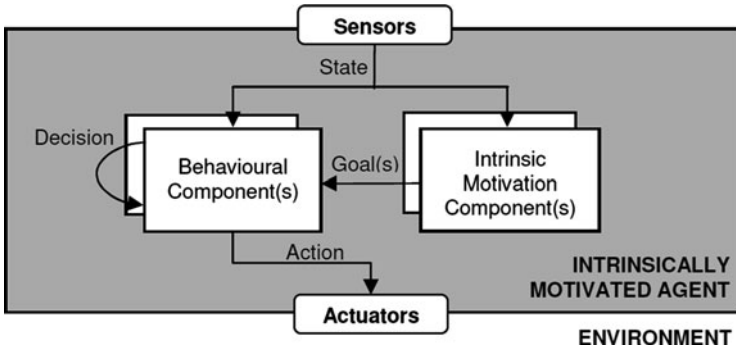 Sensors
State
Decision
Behavioural
Component(s)
Goal(s)
Intrinsic
Motivation
Component(s)
Action
INTRINSICALLY
MOTIVATED AGENT
Actuators
ENVIRONMENT